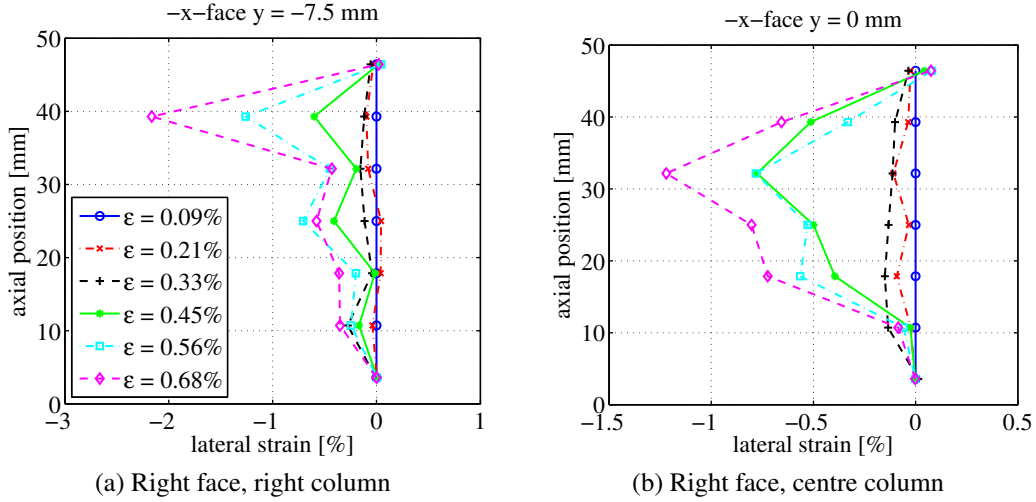 −x−face y = −7.5 mm
50
40
30
20
10
0
axial position [mm]
ε = 0.09%
ε = 0.21%
ε = 0.33%
ε = 0.45%
ε = 0.56%
ε = 0.68%
−3 −2 −1 0 1
lateral strain [%]
(a) Right face, right column
−x−face y = 0 mm
50
40
30
20
10
0
axial position [mm]
−1.5 −1 −0.5 0 0.5
lateral strain [%]
(b) Right face, centre column